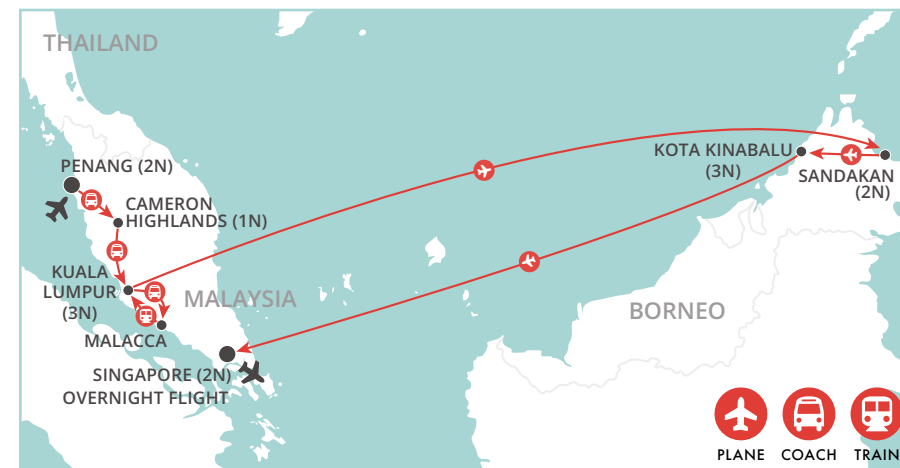 THAILAND
PENANG (2N)
CAMERON
HIGHLANDS (1N)
KUALA
LUMPUR
(3N)
MALAYSIA
MALACCA
SINGAPORE (2N)
OVERNIGHT FLIGHT
KOTA KINABALU
(3N)
SANDAKAN
(2N)
BORNEO
PLANE
COACH
TRAIN